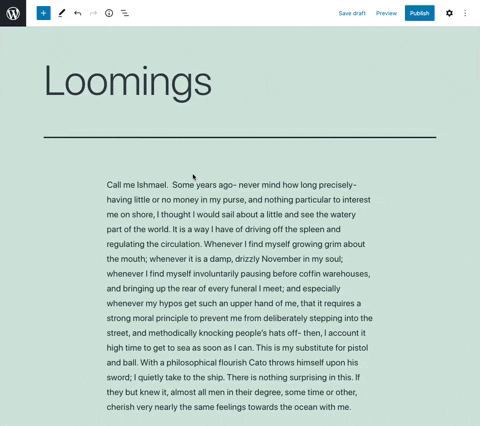 Save draft Preview Publish
Loomings
Call me Ishmael.  Some years ago- never mind how long precisely-
having little or no money in my purse, and nothing particular to interest
me on shore, I thought I would sail about a little and see the watery
part of the world. It is a way I have of driving off the spleen and
regulating the circulation. Whenever I find myself growing grim about
the mouth; whenever it is a damp, drizzly November in my soul;
whenever I find myself involuntarily pausing before coffin warehouses,
and bringing up the rear of every funeral I meet; and especially
whenever my hypos get such an upper hand of me, that it requires a
strong moral principle to prevent me from deliberately stepping into the
street, and methodically knocking people's hats off- then, I account it
high time to get to sea as soon as I can. This is my substitute for pistol
and ball. With a philosophical flourish Cato throws himself upon his
sword; I quietly take to the ship. There is nothing surprising in this. If
they but knew it, almost all men in their degree, some time or other,
cherish very nearly the same feelings towards the ocean with me.